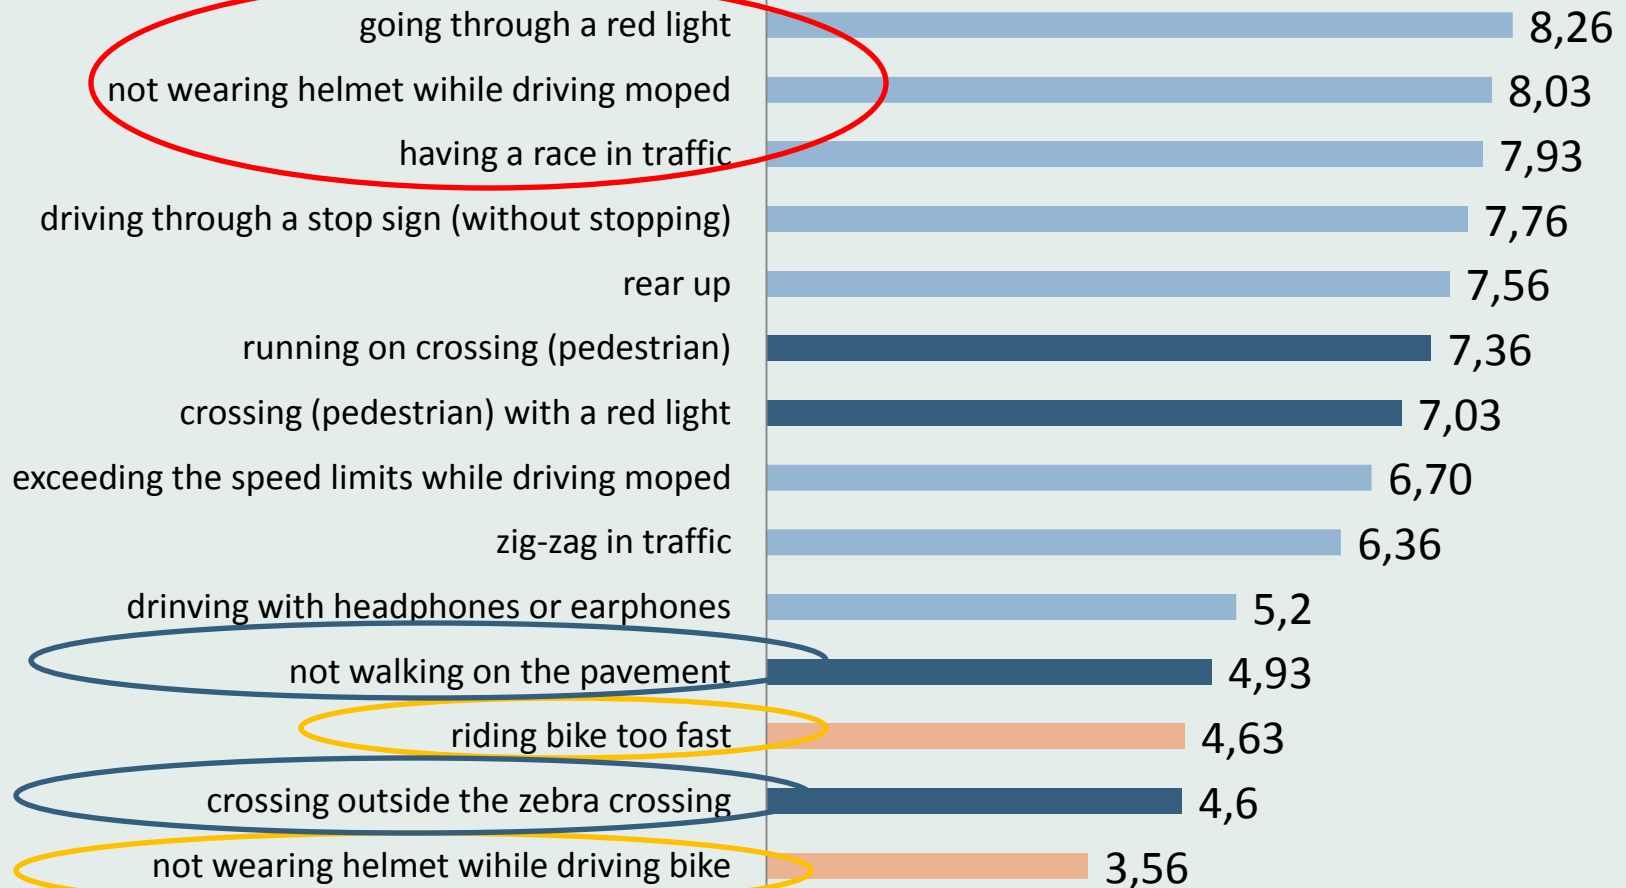 going through a red light 8,26
not wearing helmet wihile driving moped 8,03
having a race in traffic 7,93
driving through a stop sign (without stopping) 7,76
rear up 7,56
running on crossing (pedestrian) 7,36
crossing (pedestrian) with a red light 7,03
exceeding the speed limits while driving moped 6,70
zig-zag in traffic 6,36
drinving with headphones or earphones 5,2
not walking on the pavement 4,93
riding bike too fast 4,63
crossing outside the zebra crossing 4,6
not wearing helmet wihile driving bike 3,56